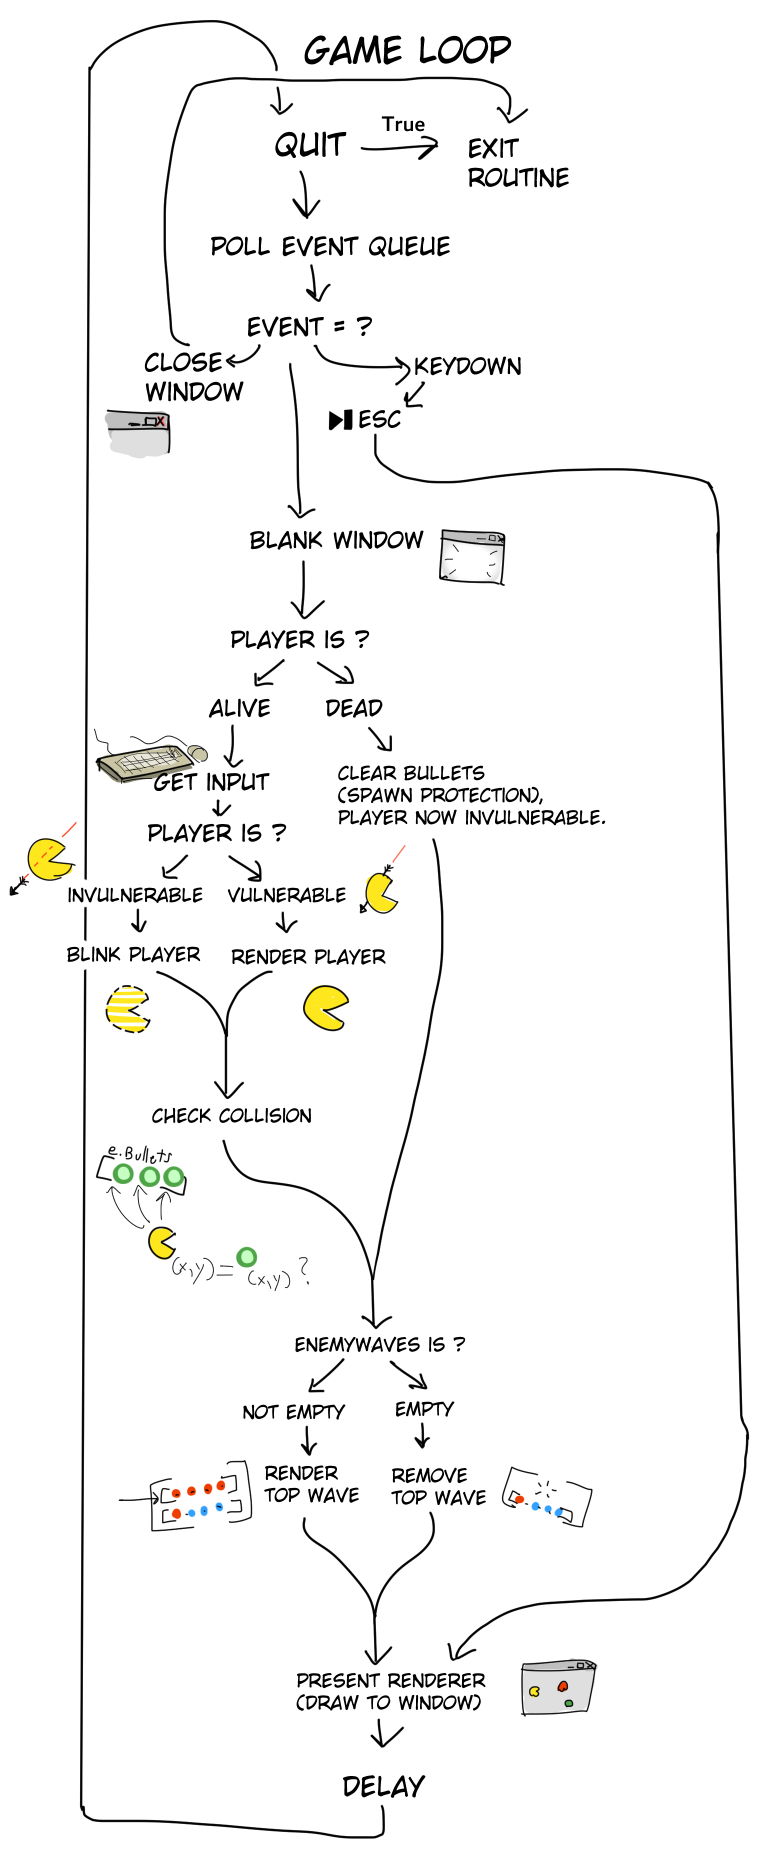 GAME LOOP
True
QUIT
EXIT
ROUTINE
POLL EVENT QUEUE
EVENT = ?
CLOSE
WINDOW
KEYDOWN
ESC
BLANK WINDOW
PLAYER IS ?
ALIVE
DEAD
GET INPUT
CLEAR BULLETS
(SPAWN PROTECTION),
PLAYER NOW INVULNERABLE.
PLAYER IS ?
INVULNERABLE
VULNERABLE
BLINK PLAYER
RENDER PLAYER
CHECK COLLISION
e.Bullets
(x,y) = (x,y) ?
ENEMYWAVES IS ?
NOT EMPTY
EMPTY
RENDER
TOP WAVE
REMOVE
TOP WAVE
PRESENT RENDERER
(DRAW TO WINDOW)
DELAY